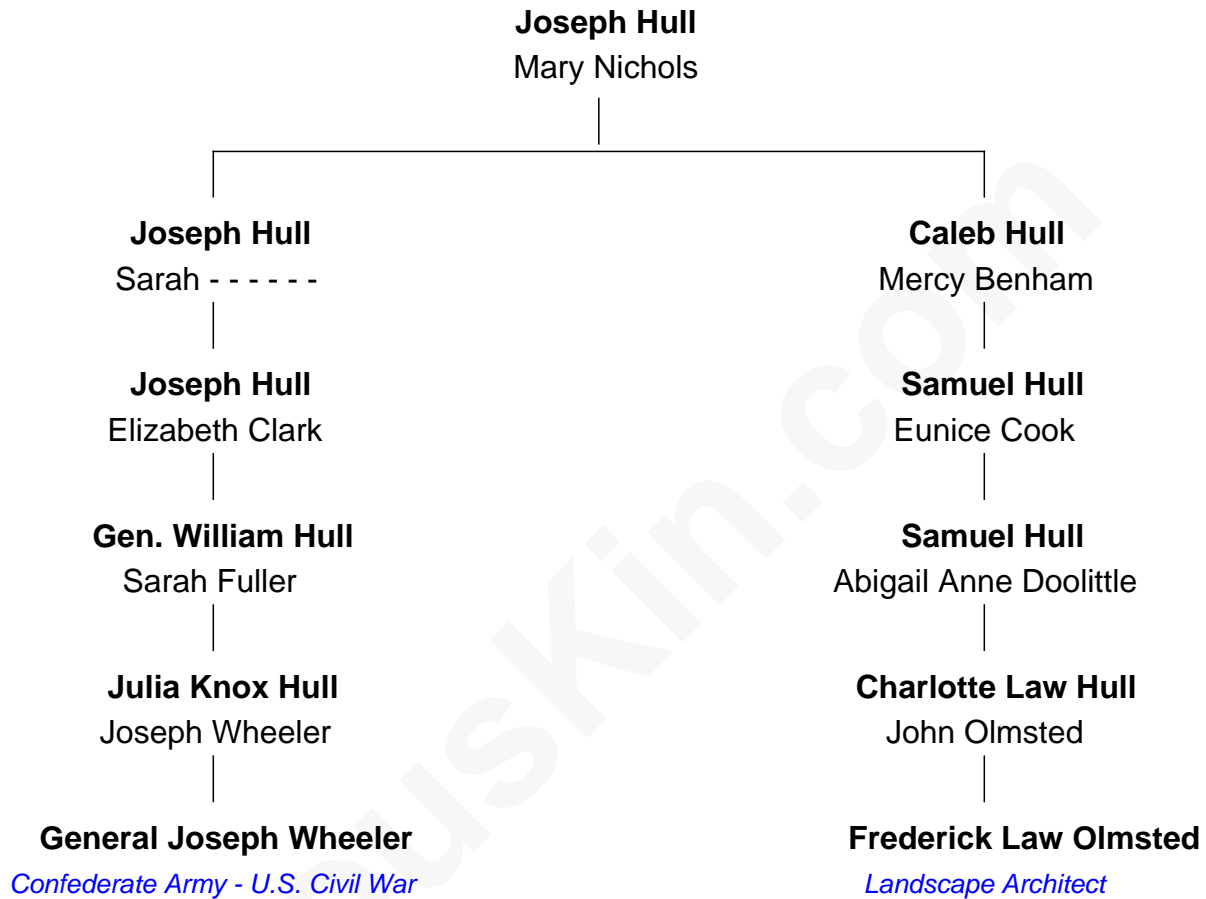 Joseph Hull
Mary Nichols
Joseph Hull
Sarah - - - - - -
Caleb Hull
Mercy Benham
Joseph Hull
Elizabeth Clark
Samuel Hull
Eunice Cook
Gen. William Hull
Sarah Fuller
Samuel Hull
Abigail Anne Doolittle
Julia Knox Hull
Joseph Wheeler
Charlotte Law Hull
John Olmsted
General Joseph Wheeler
Confederate Army - U.S. Civil War
Frederick Law Olmsted
Landscape Architect
ousKin.com